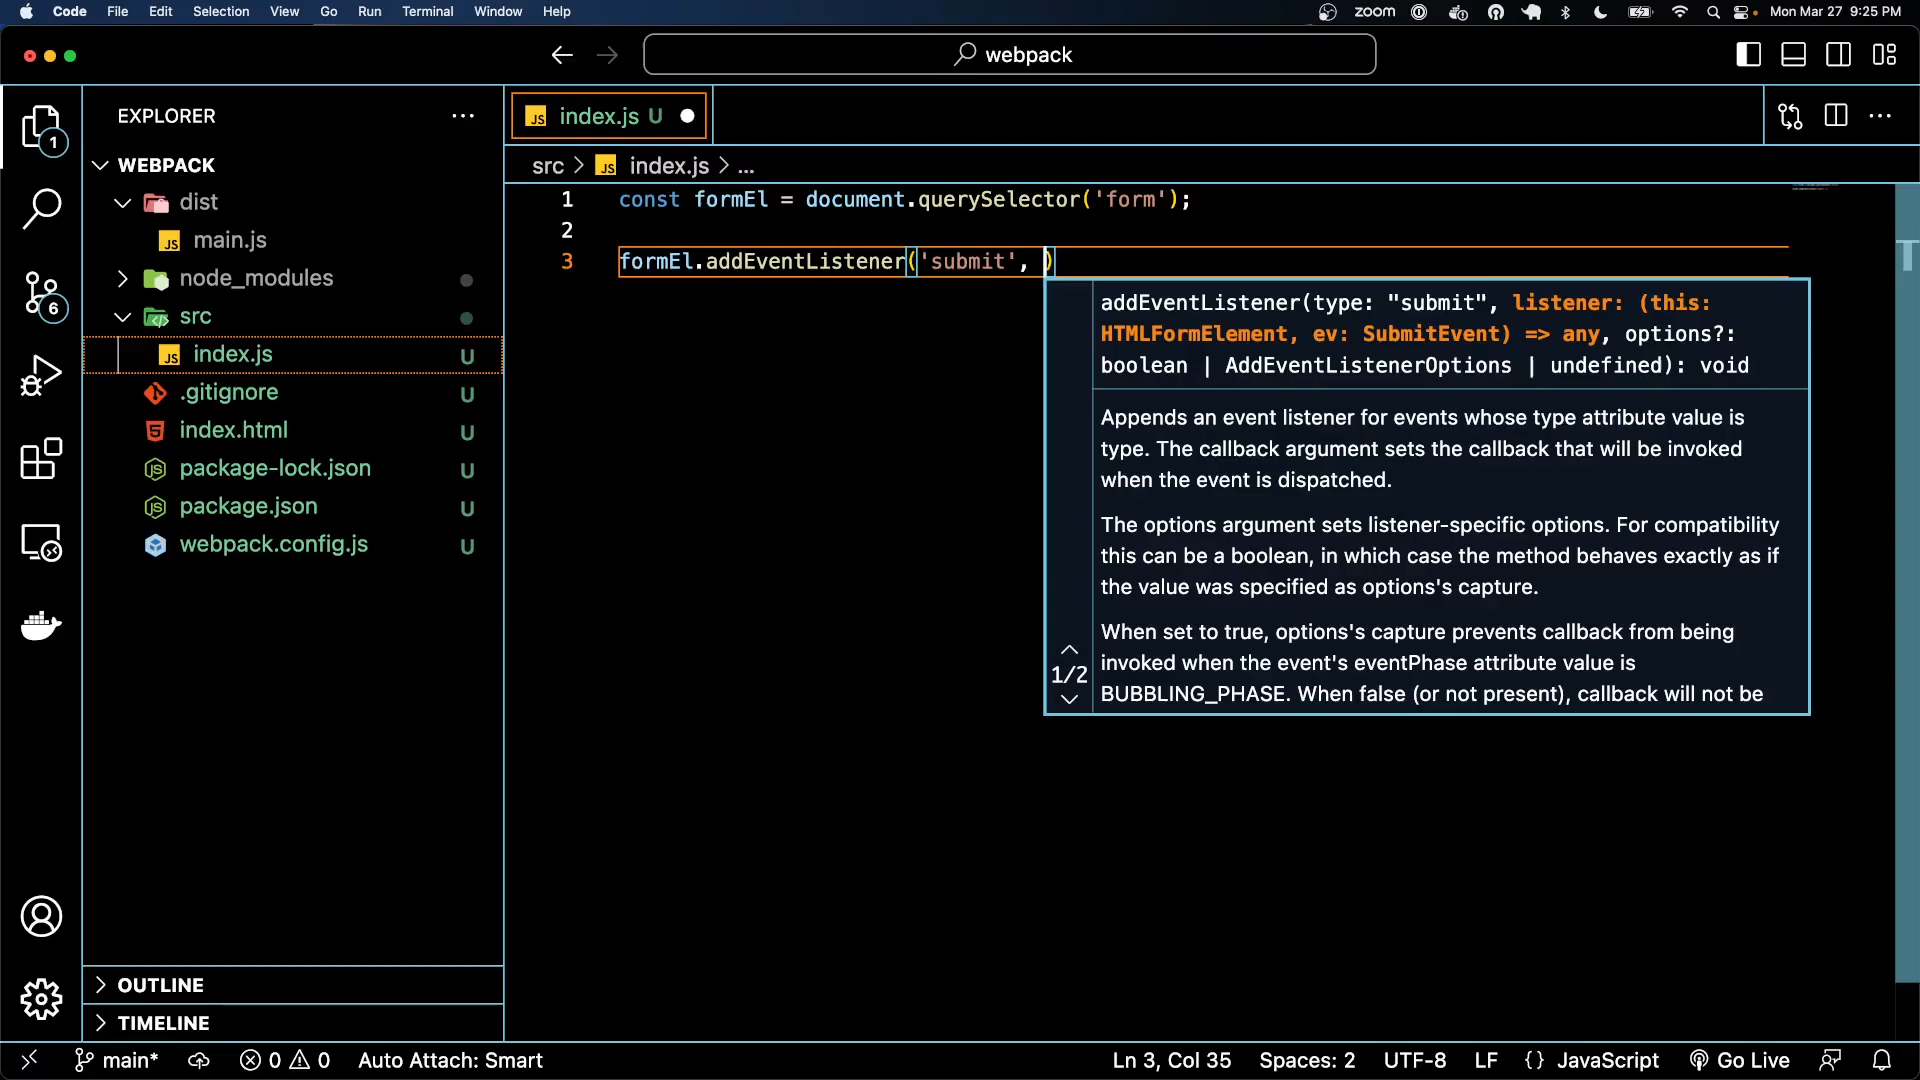 Code File Edit Selection View Go Run Terminal Window Help
zoom
Mon Mar 27 9:25 PM
webpack
1
6
EXPLORER
WEBPACK
dist
JS main.js
node_modules
src
JS index.js U
.gitignore U
index.html U
package-lock.json U
package.json U
webpack.config.js U
OUTLINE
TIMELINE
JS index.js U
src > JS index.js > ...
1 const formEl = document.querySelector('form');
2
3 formEl.addEventListener('submit', )
addEventListener(type: "submit", listener: (this:
HTMLFormElement, ev: SubmitEvent) => any, options?:
boolean | AddEventListenerOptions | undefined): void
Appends an event listener for events whose type attribute value is
type. The callback argument sets the callback that will be invoked
when the event is dispatched.
The options argument sets listener-specific options. For compatibility
this can be a boolean, in which case the method behaves exactly as if
the value was specified as options's capture.
When set to true, options's capture prevents callback from being
invoked when the event's eventPhase attribute value is
BUBBLING_PHASE. When false (or not present), callback will not be
1/2
main* 0 0 Auto Attach: Smart
Ln 3, Col 35 Spaces: 2 UTF-8 LF {} JavaScript Go Live